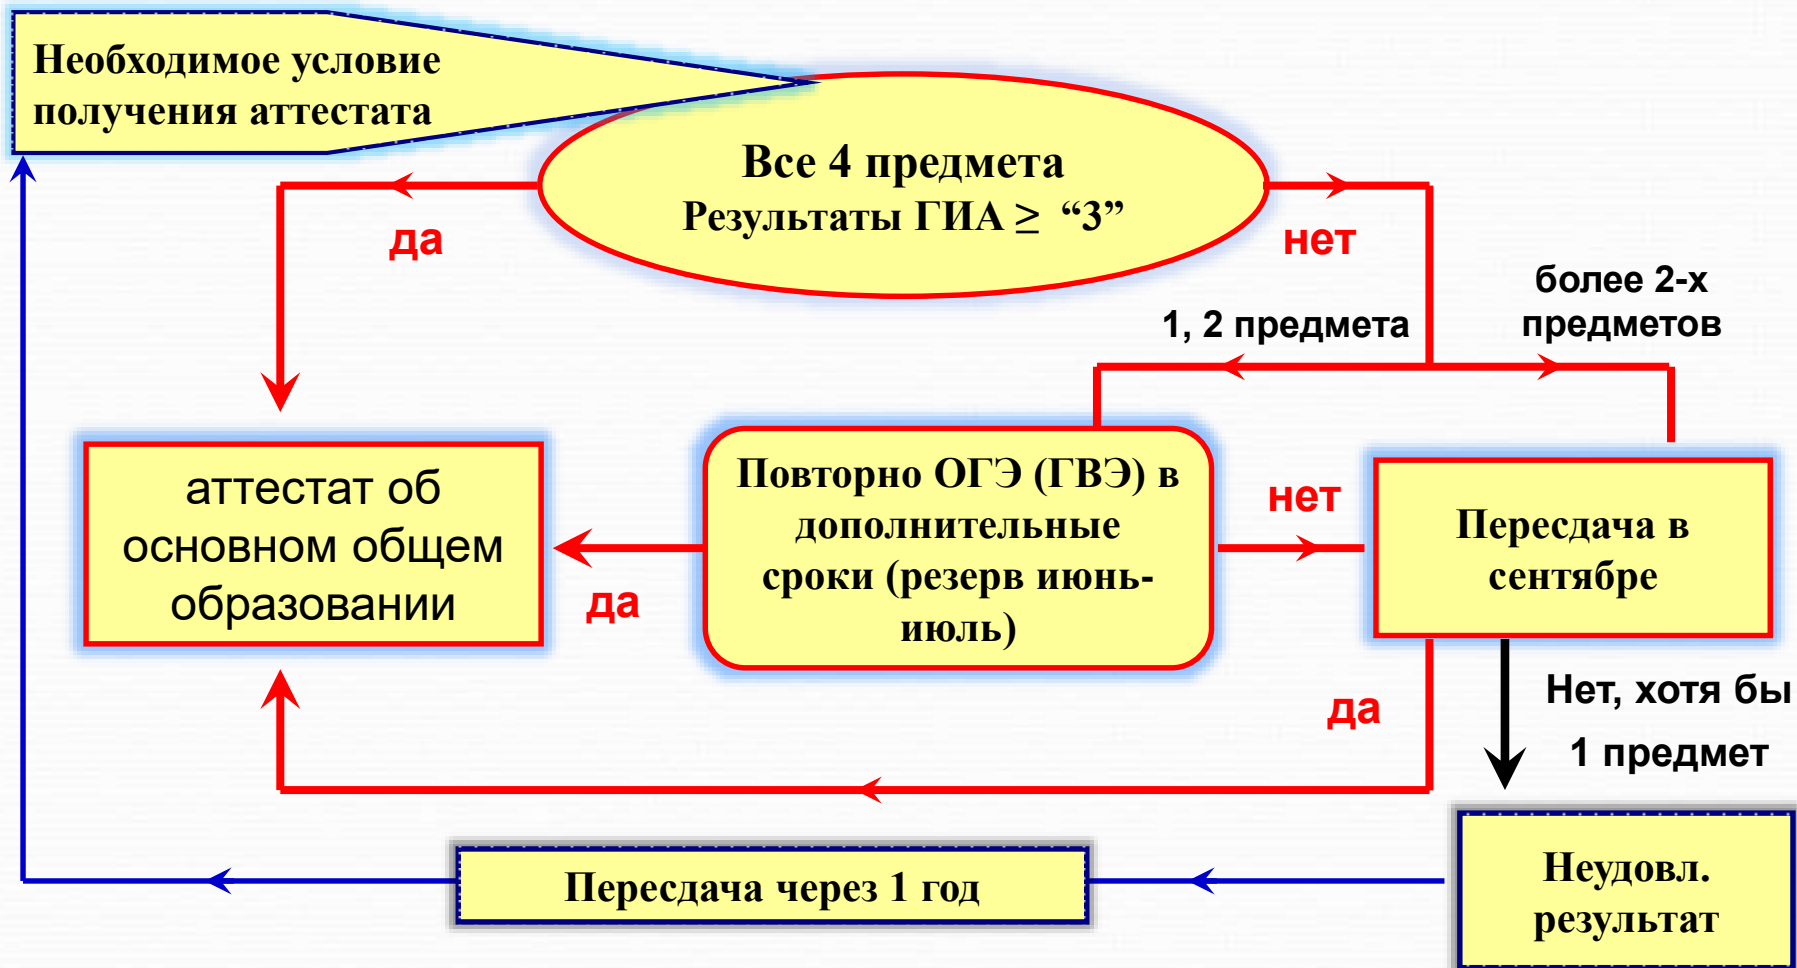 Необходимое условие
получения аттестата
Все 4 предмета
Результаты ГИА ≥ “3”
да
нет
более 2-х
предметов
1, 2 предмета
аттестат об
основном общем
образовании
Повторно ОГЭ (ГВЭ) в
дополнительные
сроки (резерв июнь-
июль)
нет
Пересдача в
сентябре
да
да
Нет, хотя бы
1 предмет
Пересдача через 1 год
Неудовл.
результат